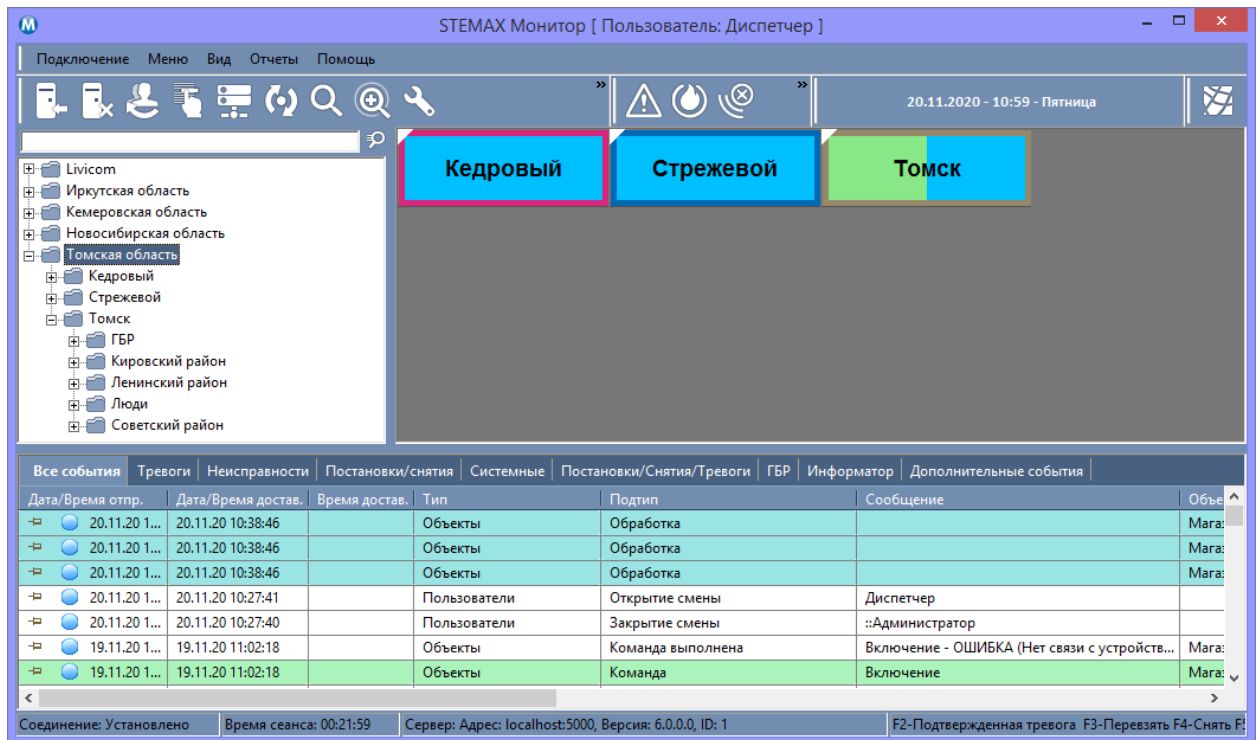 STEMAX Монитор [ Пользователь: Диспетчер ]
Подключение Меню Вид Отчеты Помощь
20.11.2020 - 10:59 - Пятница
Livicom
Иркутская область
Кемеровская область
Новосибирская область
Томская область
Кедровый
Стрежевой
Томск
ГБР
Кировский район
Ленинский район
Люди
Советский район
Кедровый Стрежевой Томск
Все события Тревоги Неисправности Постановки/снятия Системные Постановки/Снятия/Тревоги ГБР Информатор Дополнительные события
Дата/Время отпр. Дата/Время достав. Время достав. Тип Подтип Сообщение Объе
20.11.20 1... 20.11.20 10:38:46 Объекты Обработка Мага
20.11.20 1... 20.11.20 10:38:46 Объекты Обработка Мага
20.11.20 1... 20.11.20 10:38:46 Объекты Обработка Мага
20.11.20 1... 20.11.20 10:27:41 Пользователи Открытие смены Диспетчер
20.11.20 1... 20.11.20 10:27:40 Пользователи Закрытие смены ::Администратор
19.11.20 1... 19.11.20 11:02:18 Объекты Команда выполнена Включение - ОШИБКА (Нет связи с устройств... Мага
19.11.20 1... 19.11.20 11:02:18 Объекты Команда Включение Мага
Соединение: Установлено Время сеанса: 00:21:59 Сервер: Адрес: localhost:5000, Версия: 6.0.0.0, ID: 1 F2-Подтвержденная тревога F3-Перевзять F4-Снять